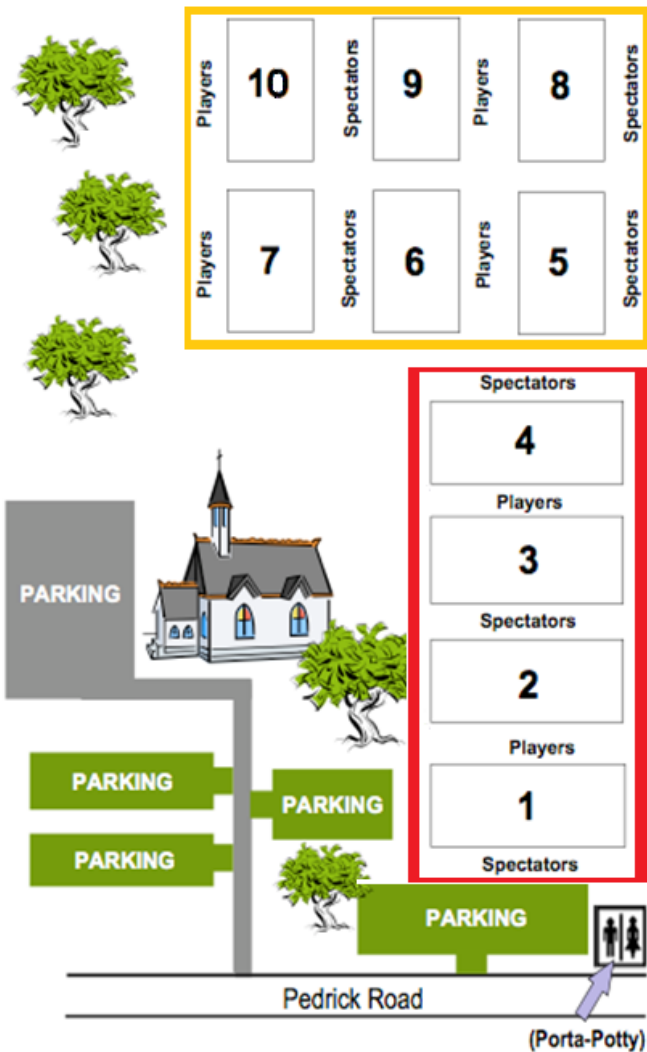 Players
10
Spectators
9
Players
8
Spectators
Players
7
Spectators
6
Players
5
Spectators
Spectators
4
Players
3
Spectators
2
Players
1
Spectators
PARKING
PARKING
PARKING
PARKING
PARKING
Pedrick Road
(Porta-Potty)